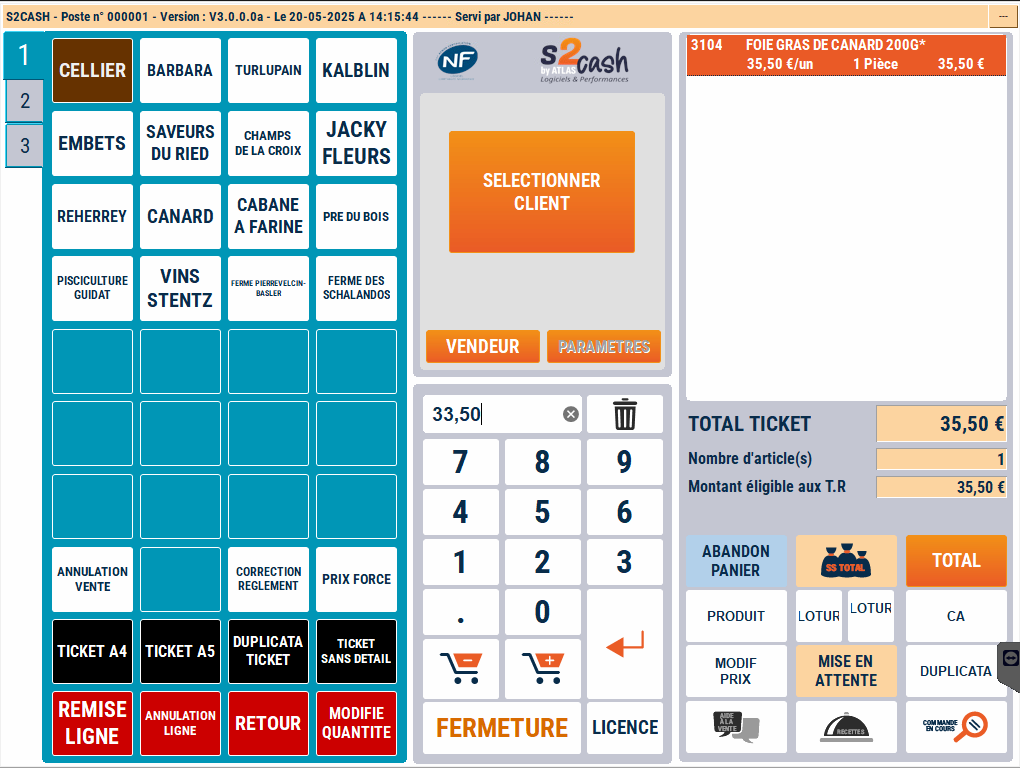 S2CASH - Poste n° 000001 - Version : V3.0.0.0a - Le 20-05-2025 A 14:15:44 ------ Servi par JOHAN ------
---
1
2
3
CELLIER
BARBARA
TURLUPAIN
KALBLIN
EMBETS
SAVEURS
DU RIED
CHAMPS
DE LA CROIX
JACKY
FLEURS
REHERREY
CANARD
CABANE
A FARINE
PRE DU BOIS
PISCICULTURE
GUIDAT
VINS
STENTZ
FERME PIERREVELCIN-
BASLER
FERME DES
SCHALANDOS
ANNULATION
VENTE
CORRECTION
REGLEMENT
PRIX FORCE
TICKET A4
TICKET A5
DUPLICATA
TICKET
TICKET
SANS DETAIL
REMISE
LIGNE
ANNULATION
LIGNE
RETOUR
MODIFIE
QUANTITE
NF
S2cash
by ATLAS
Logiciels & Performances
SELECTIONNER
CLIENT
VENDEUR
PARAMETRES
33,50
7
8
9
4
5
6
1
2
3
.
0
FERMETURE
LICENCE
3104 FOIE GRAS DE CANARD 200G*
35,50 €/un 1 Pièce 35,50 €
TOTAL TICKET 35,50 €
Nombre d'article(s) 1
Montant éligible aux T.R 35,50 €
ABANDON
PANIER
SS TOTAL
TOTAL
PRODUIT
LOTUR
LOTUR
CA
MODIF
PRIX
MISE EN
ATTENTE
DUPLICATA
AIDE
À LA
VENTE
RECETTES
COMMANDE
EN COURS